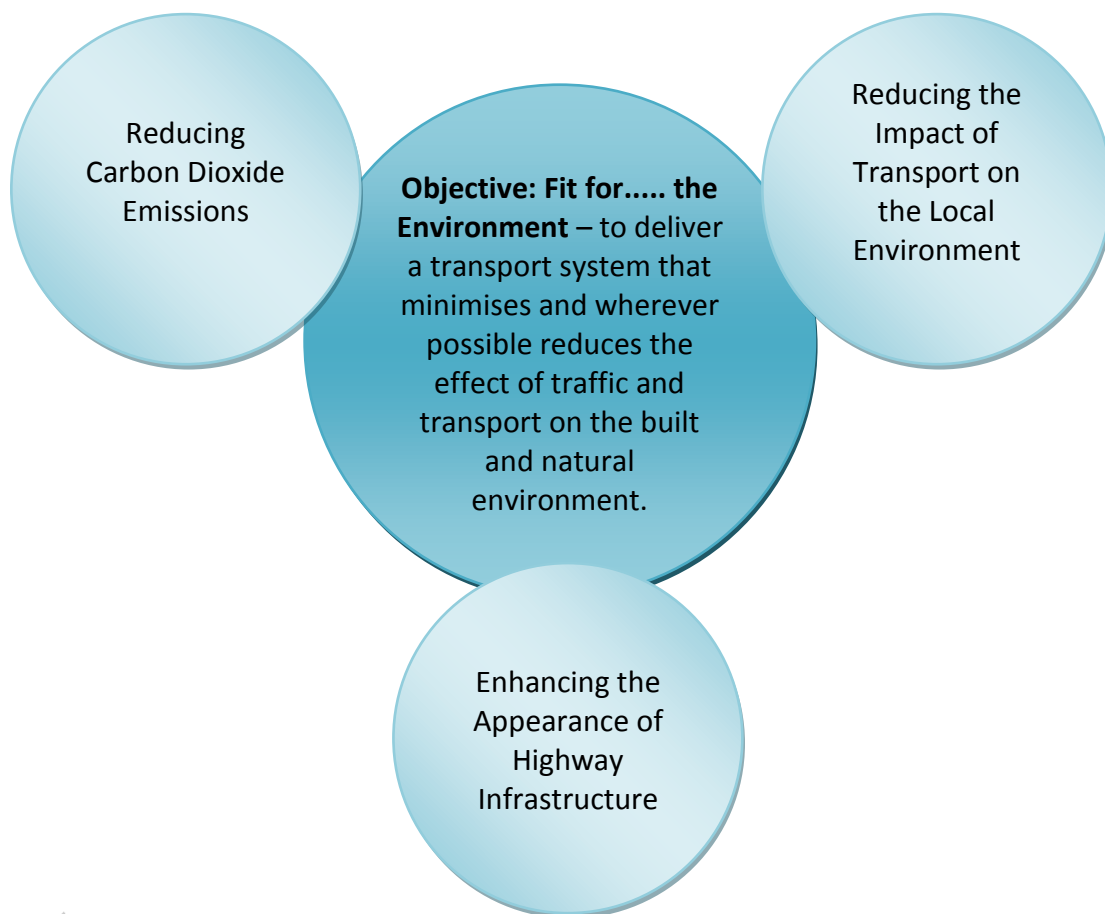 Reducing
Carbon Dioxide
Emissions
Objective: Fit for..... the
Environment – to deliver
a transport system that
minimises and wherever
possible reduces the
effect of traffic and
transport on the built
and natural
environment.
Reducing the
Impact of
Transport on
the Local
Environment
Enhancing the
Appearance of
Highway
Infrastructure